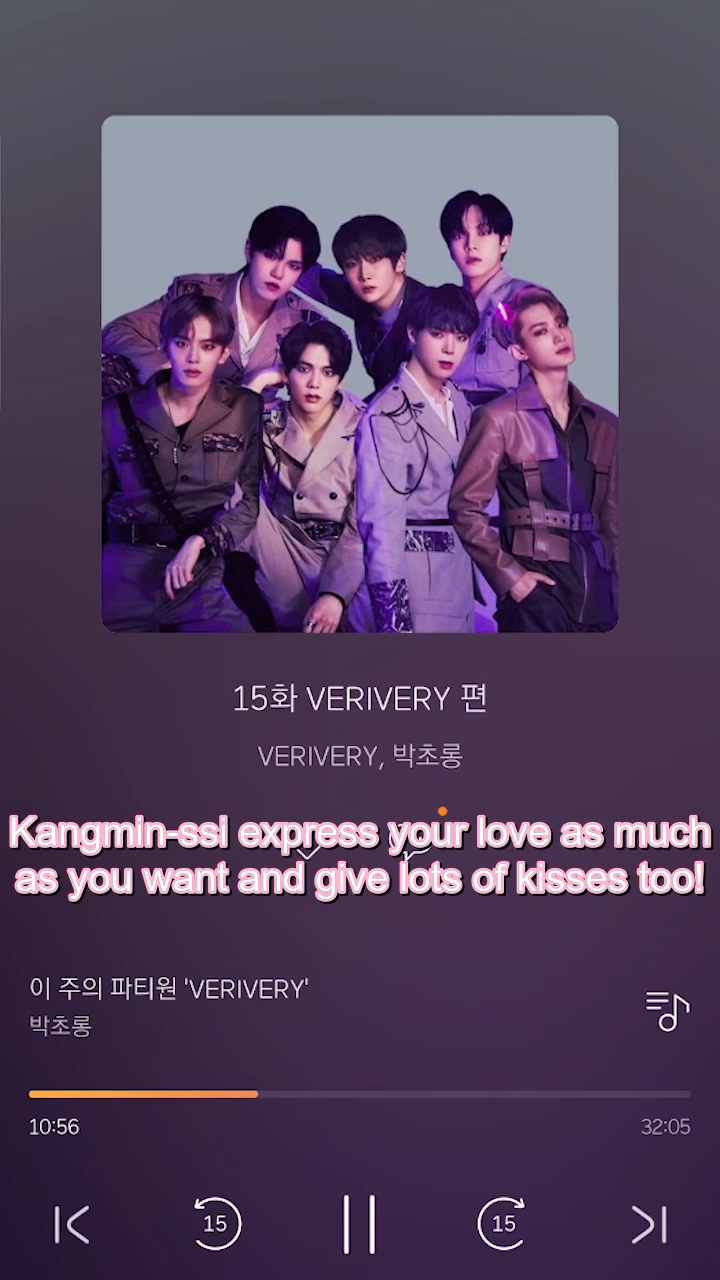 15화 VERIVERY 편
VERIVERY, 박초롱
Kangmin-ssi express your love as much
as you want and give lots of kisses too!
이 주의 파티원 'VERIVERY'
박초롱
10:56
32:05
15
15